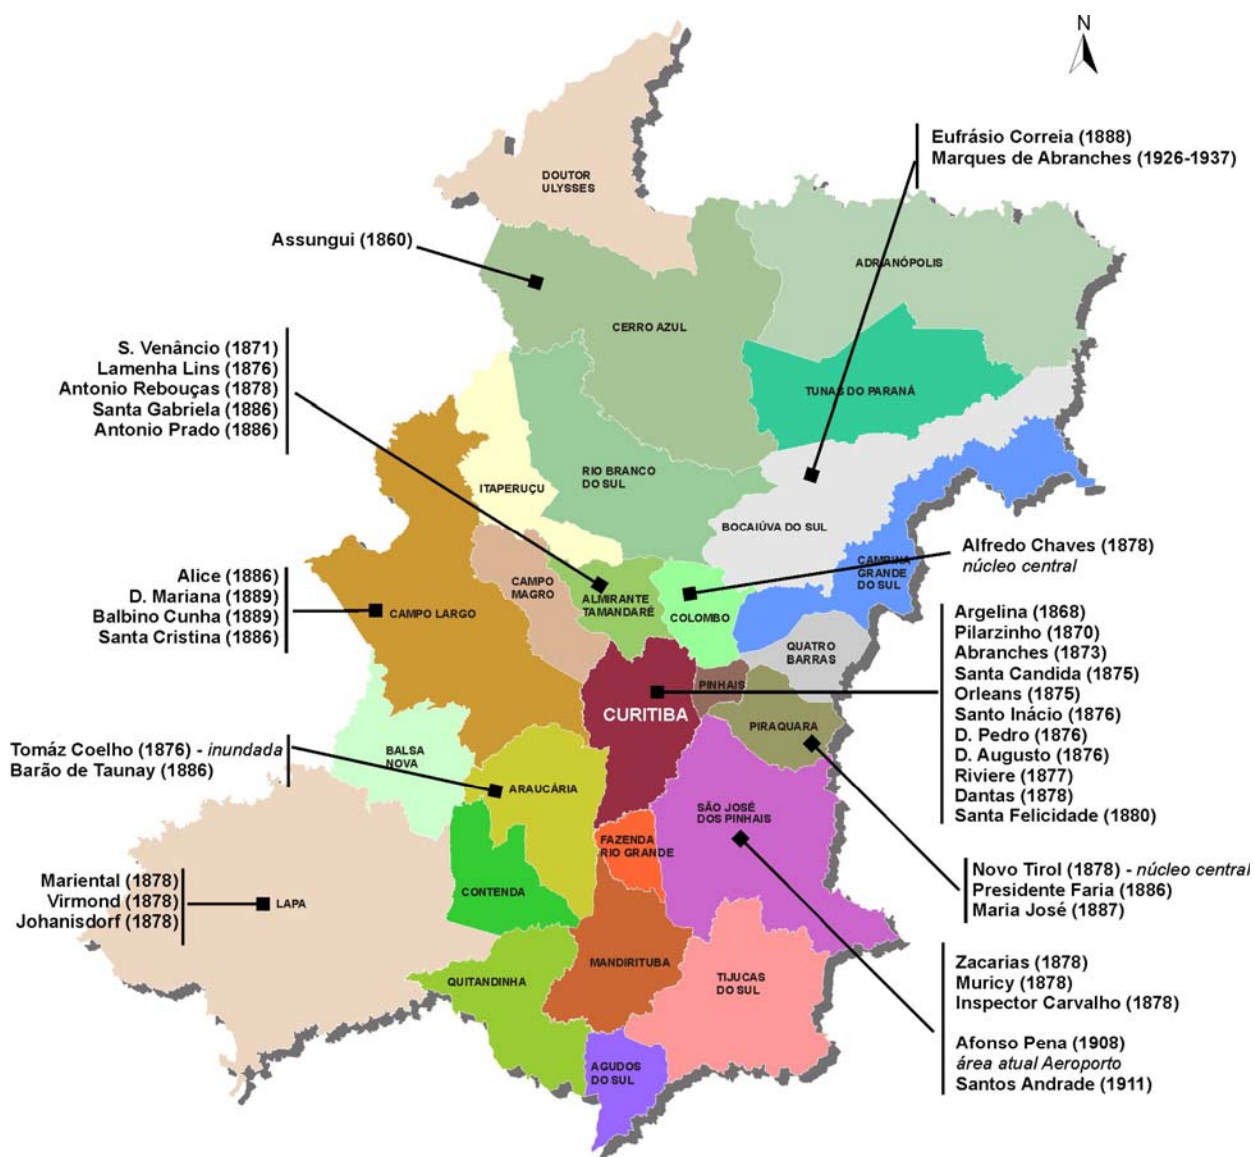 N
Eufrásio Correia (1888)
Marques de Abranches (1926-1937)
DOUTOR
ULYSSES
Assungui (1860)
ADRIANÓPOLIS
CERRO AZUL
S. Venâncio (1871)
Lamenha Lins (1876)
Antonio Rebouças (1878)
Santa Gabriela (1886)
Antonio Prado (1886)
TUNAS DO PARANÁ
RIO BRANCO
DO SUL
ITAPERUÇU
BOCAIÚVA DO SUL
Alfredo Chaves (1878)
núcleo central
CAMPINA
GRANDE
DO SUL
Alice (1886)
D. Mariana (1889)
Balbino Cunha (1889)
Santa Cristina (1886)
CAMPO LARGO
CAMPO
MAGRO
ALMIRANTE
TAMANDARÉ
COLOMBO
QUATRO
BARRAS
Argelina (1868)
Pilarzinho (1870)
Abranches (1873)
Santa Candida (1875)
Orleans (1875)
Santo Inácio (1876)
D. Pedro (1876)
D. Augusto (1876)
Riviere (1877)
Dantas (1878)
Santa Felicidade (1880)
PINHAIS
CURITIBA
PIRAQUARA
Tomáz Coelho (1876) - inundada
Barão de Taunay (1886)
BALSA
NOVA
ARAUCÁRIA
SÃO JOSÉ
DOS PINHAIS
FAZENDA
RIO GRANDE
Novo Tirol (1878) - núcleo central
Presidente Faria (1886)
Maria José (1887)
Mariental (1878)
Virmond (1878)
Johanisdorf (1878)
LAPA
CONTENDA
MANDIRITUBA
QUITANDINHA
TIJUCAS
DO SUL
Zacarias (1878)
Muricy (1878)
Inspector Carvalho (1878)
Afonso Pena (1908)
área atual Aeroporto
Santos Andrade (1911)
AGUDOS
DO SUL